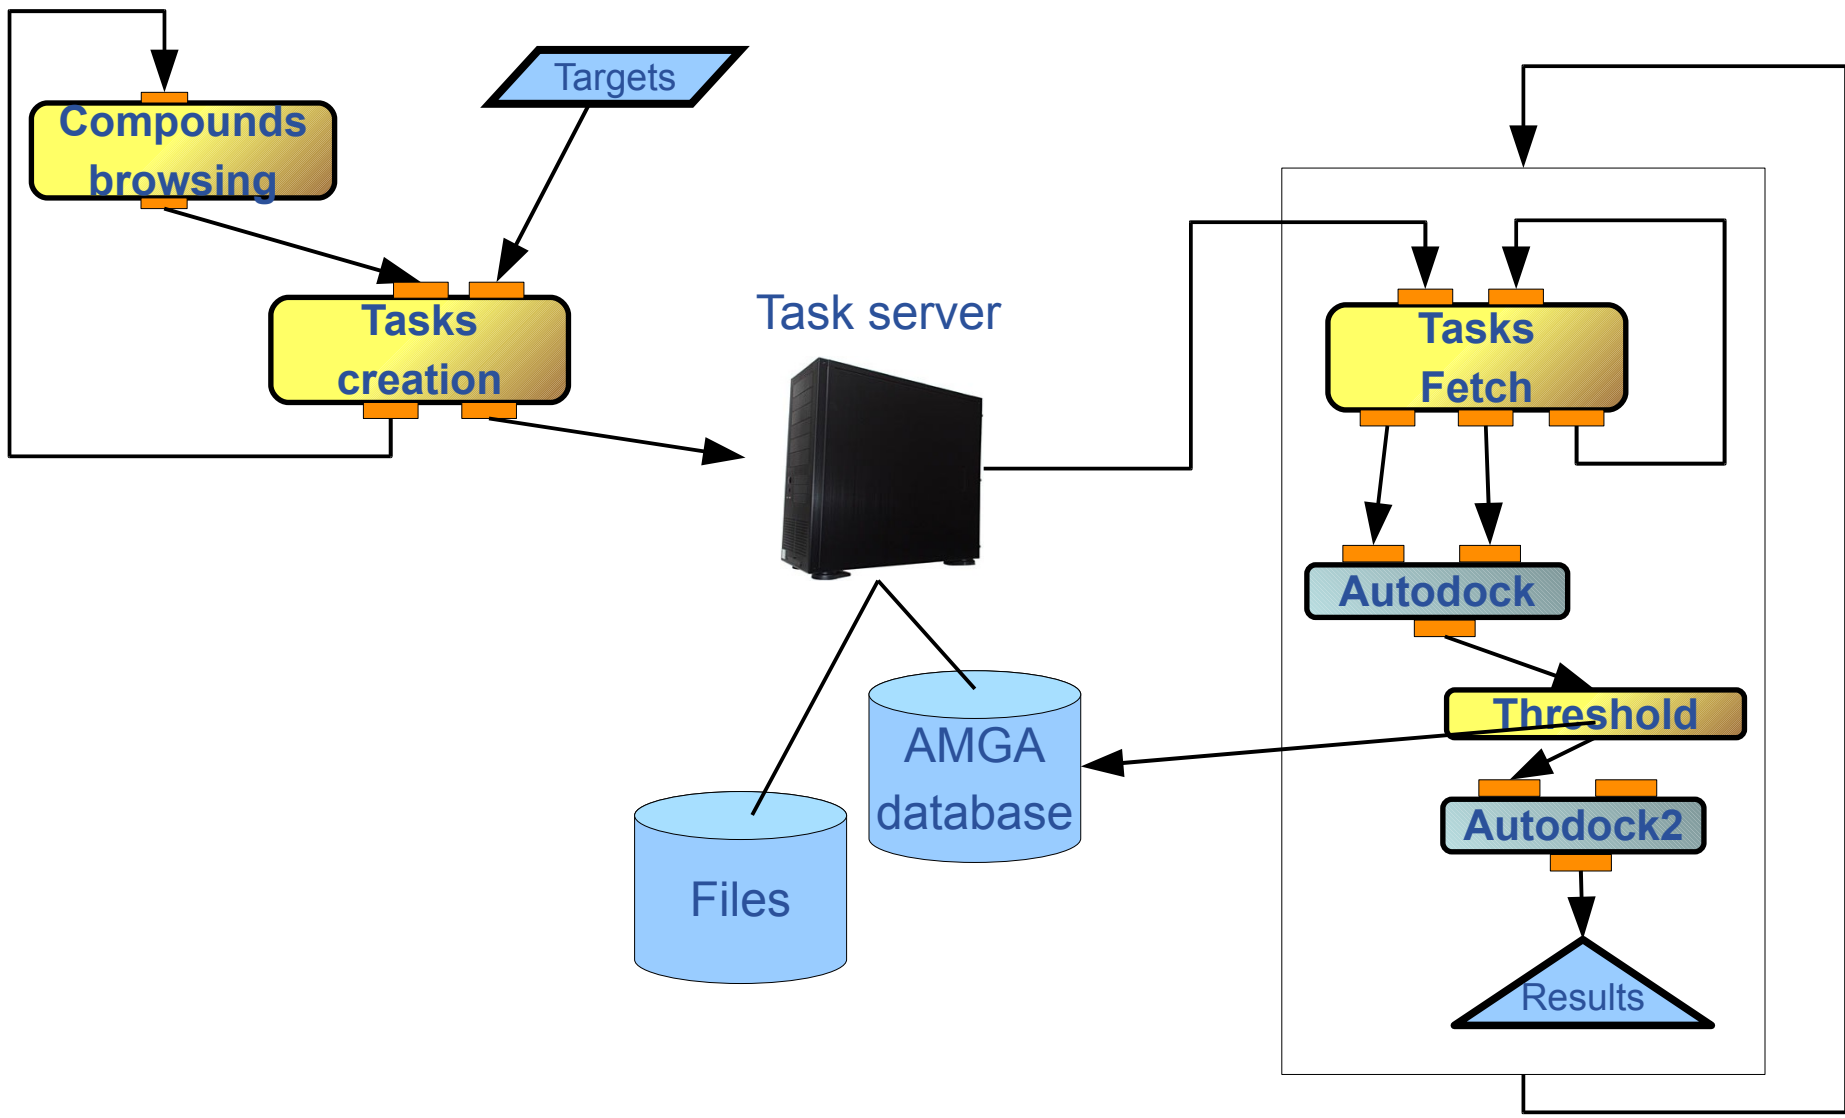 Targets
Compounds
browsing
Tasks
creation
Task server
Tasks
Fetch
Autodock
Threshold
AMGA
database
Autodock2
Files
Results